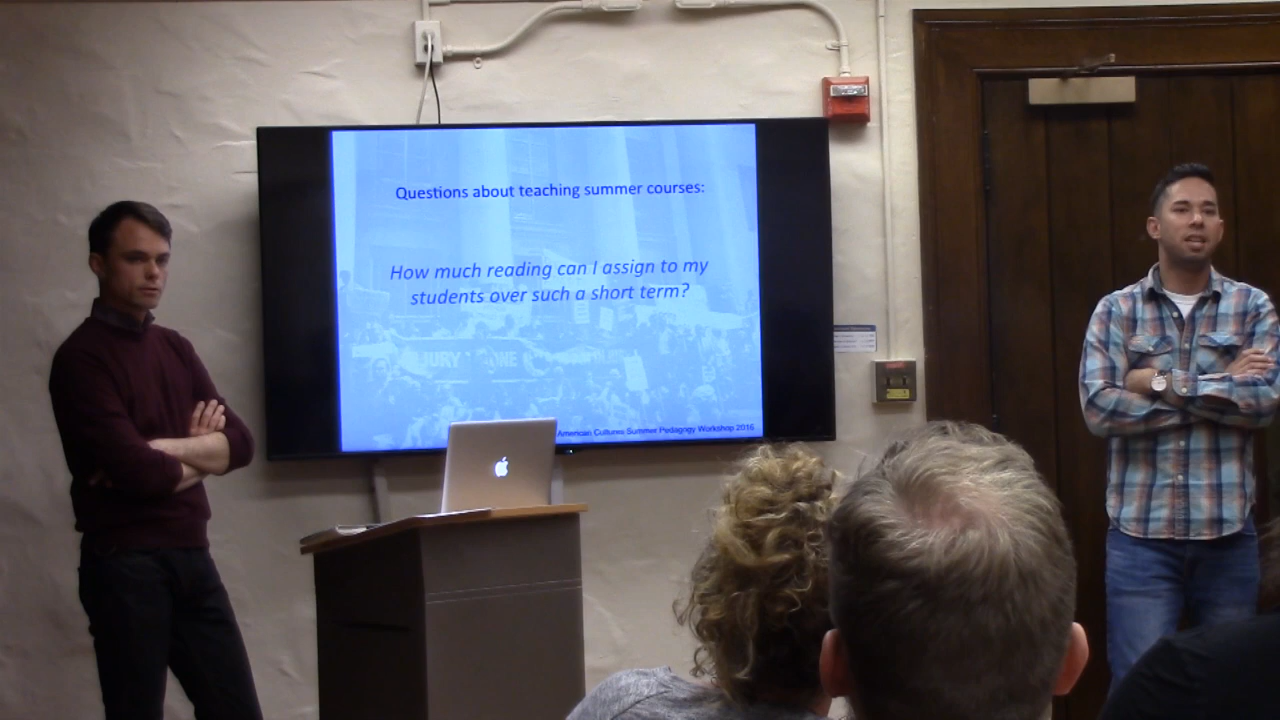 Questions about teaching summer courses:
How much reading can I assign to my
students over such a short term?
JURY
American Cultures Summer Pedagogy Workshop 2016